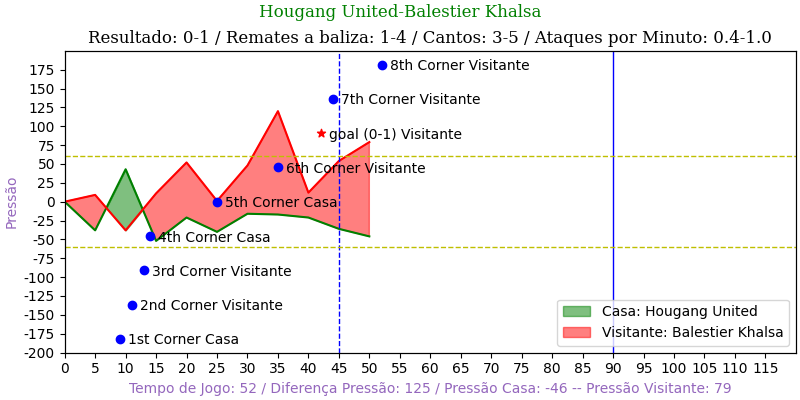 Hougang United-Balestier Khalsa
Resultado: 0-1 / Remates a baliza: 1-4 / Cantos: 3-5 / Ataques por Minuto: 0.4-1.0
175
150
125
100
75
50
25
0
-25
-50
-75
-100
-125
-150
-175
-200
Pressão
8th Corner Visitante
7th Corner Visitante
goal (0-1) Visitante
6th Corner Visitante
5th Corner Casa
4th Corner Casa
3rd Corner Visitante
2nd Corner Visitante
1st Corner Casa
Casa: Hougang United
Visitante: Balestier Khalsa
0 5 10 15 20 25 30 35 40 45 50 55 60 65 70 75 80 85 90 95 100 105 110 115
Tempo de Jogo: 52 / Diferença Pressão: 125 / Pressão Casa: -46 -- Pressão Visitante: 79